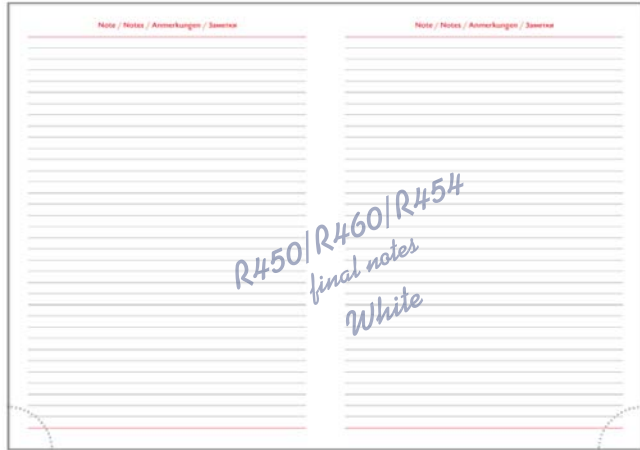 Note / Notes / Anmerkungen / Заметки
Note / Notes / Anmerkungen / Заметки
R450/R460/R454
final notes
White